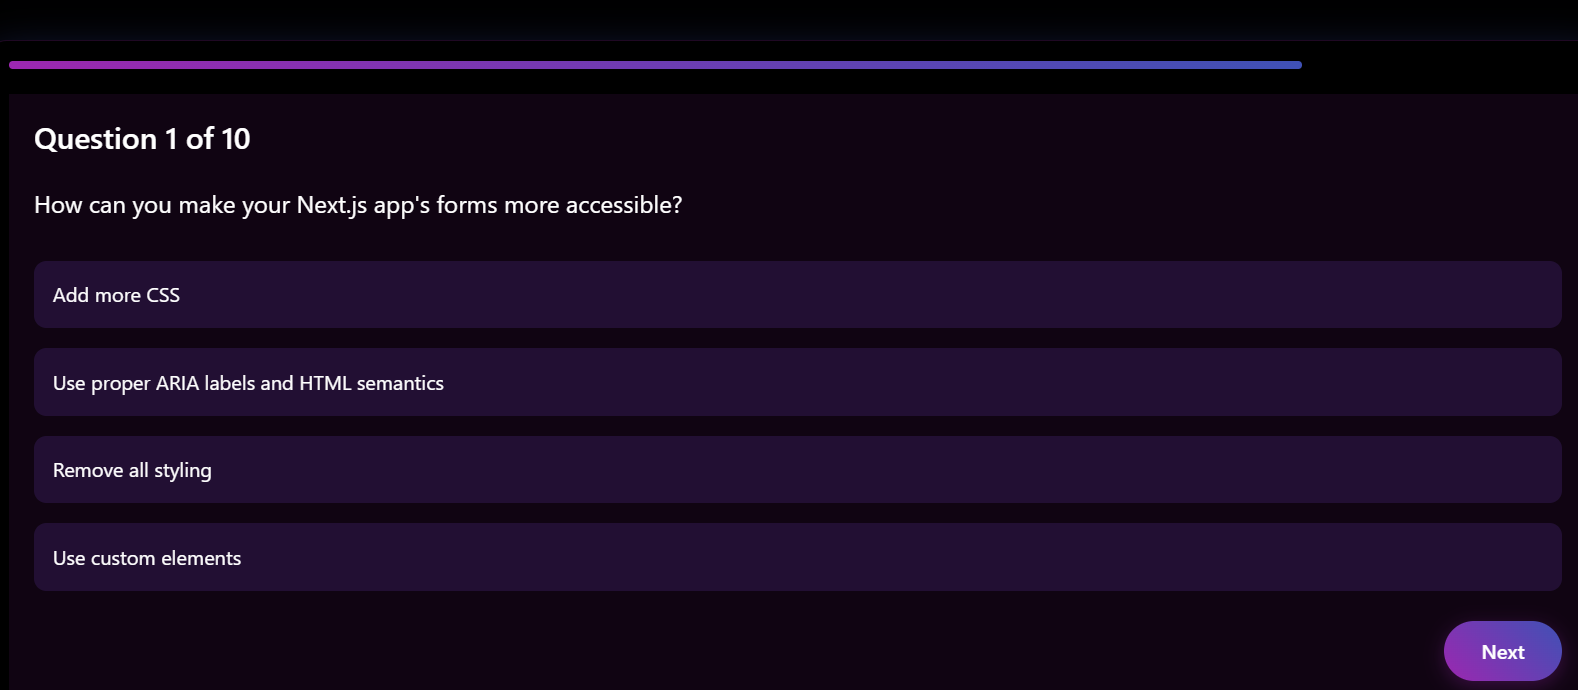 Question 1 of 10
How can you make your Next.js app's forms more accessible?
Add more CSS
Use proper ARIA labels and HTML semantics
Remove all styling
Use custom elements
Next